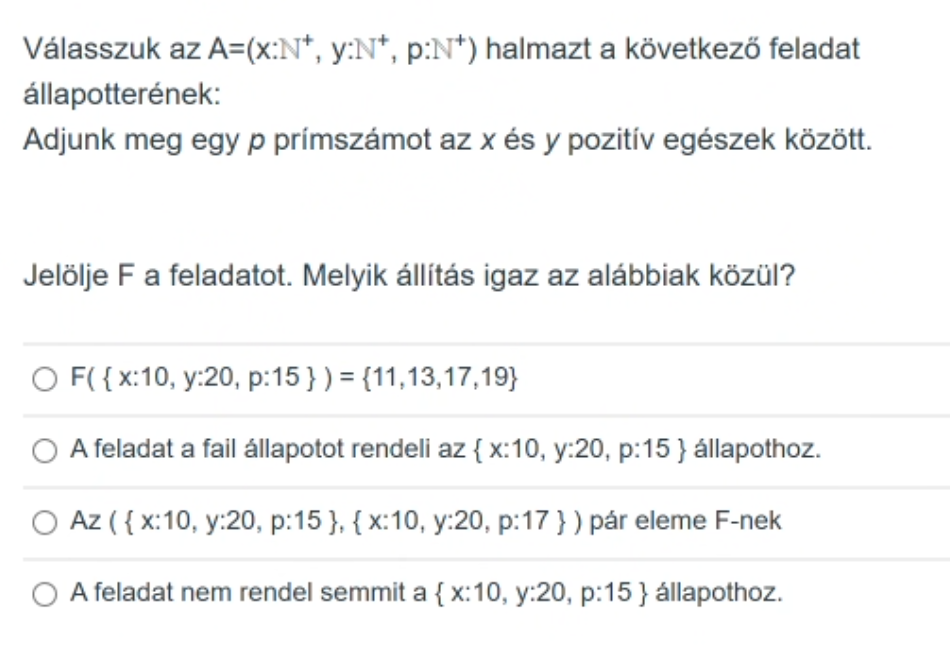 Válasszuk az A=(x:ℕ⁺, y:ℕ⁺, p:ℕ⁺) halmazt a következő feladat
állapotterének:
Adjunk meg egy p prímszámot az x és y pozitív egészek között.
Jelölje F a feladatot. Melyik állítás igaz az alábbiak közül?
F( { x:10, y:20, p:15 } ) = {11,13,17,19}
A feladat a fail állapotot rendeli az { x:10, y:20, p:15 } állapothoz.
Az ( { x:10, y:20, p:15 }, { x:10, y:20, p:17 } ) pár eleme F-nek
A feladat nem rendel semmit a { x:10, y:20, p:15 } állapothoz.